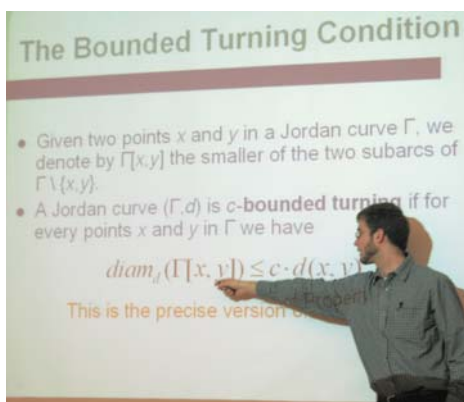 The Bounded Turning Condition
• Given two points x and y in a Jordan curve Γ, we
denote by Γ[x,y] the smaller of the two subarcs of
Γ\{x,y}.
• A Jordan curve (Γ,d) is c-bounded turning if for
every points x and y in Γ we have
diam_d(Γ[x, y]) ≤ c · d(x, y)
This is the precise version of